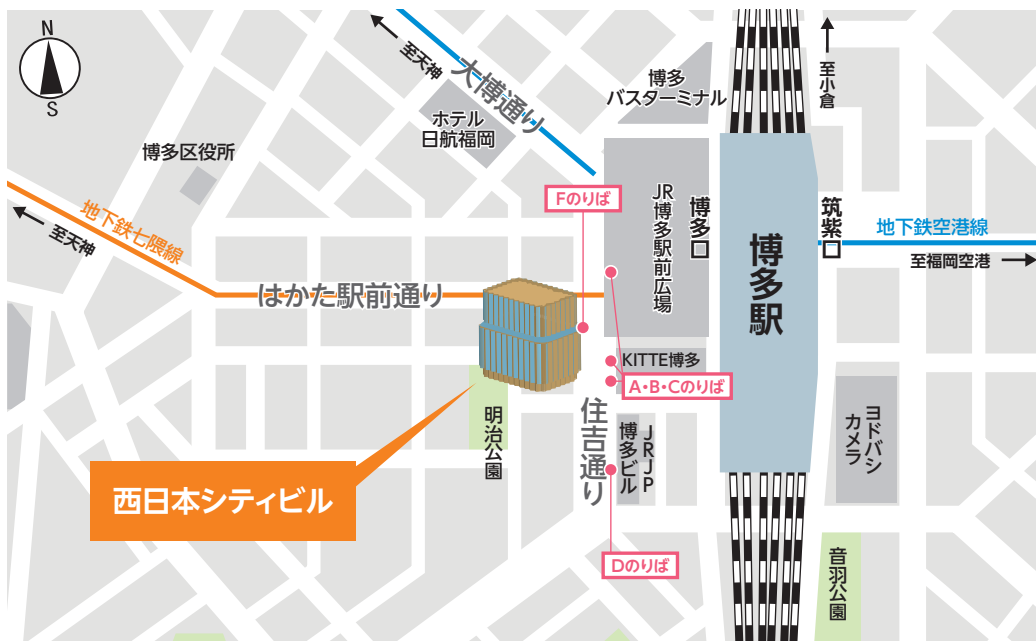 N
S
至天神
大博通り
ホテル
日航福岡
博多
バスターミナル
至小倉
博多区役所
Fのりば
JR博多駅前広場
博多口
筑紫口
博多駅
地下鉄空港線
至福岡空港
地下鉄七隈線
至天神
はかた駅前通り
KITTE博多
A・B・Cのりば
明治公園
住吉通り
JRJP
博多ビル
ヨドバシ
カメラ
西日本シティビル
Dのりば
音羽公園